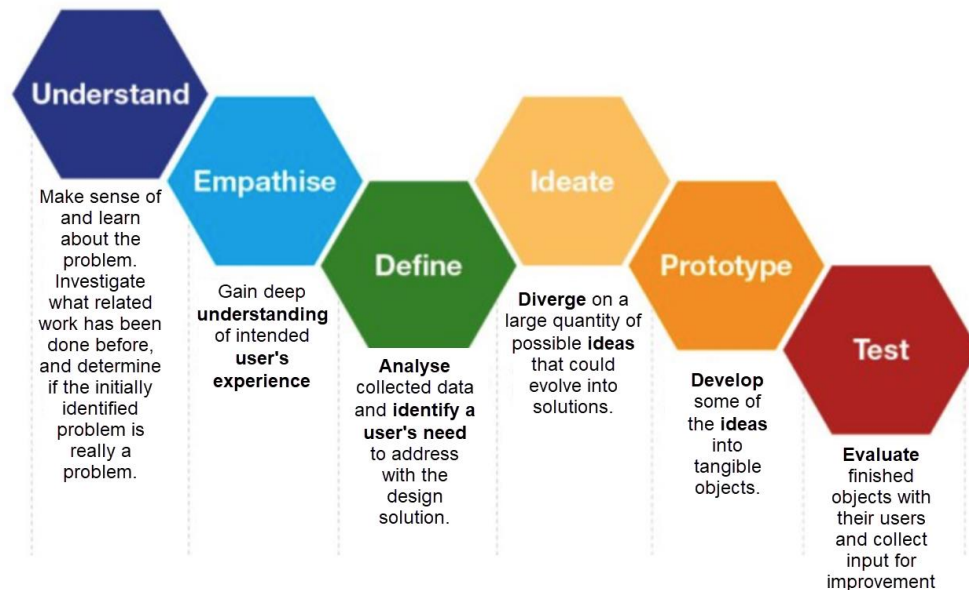 Understand
Make sense of
and learn
about the
problem.
Investigate
what related
work has been
done before,
and determine
if the initially
identified
problem is
really a
problem.
Empathise
Gain deep
understanding
of intended
user's
experience
Define
Analyse
collected data
and identify a
user's need
to address
with the
design
solution.
Ideate
Diverge on a
large quantity of
possible ideas
that could
evolve into
solutions.
Prototype
Develop
some of
the ideas
into
tangible
objects.
Test
Evaluate
finished
objects with
their users
and collect
input for
improvement